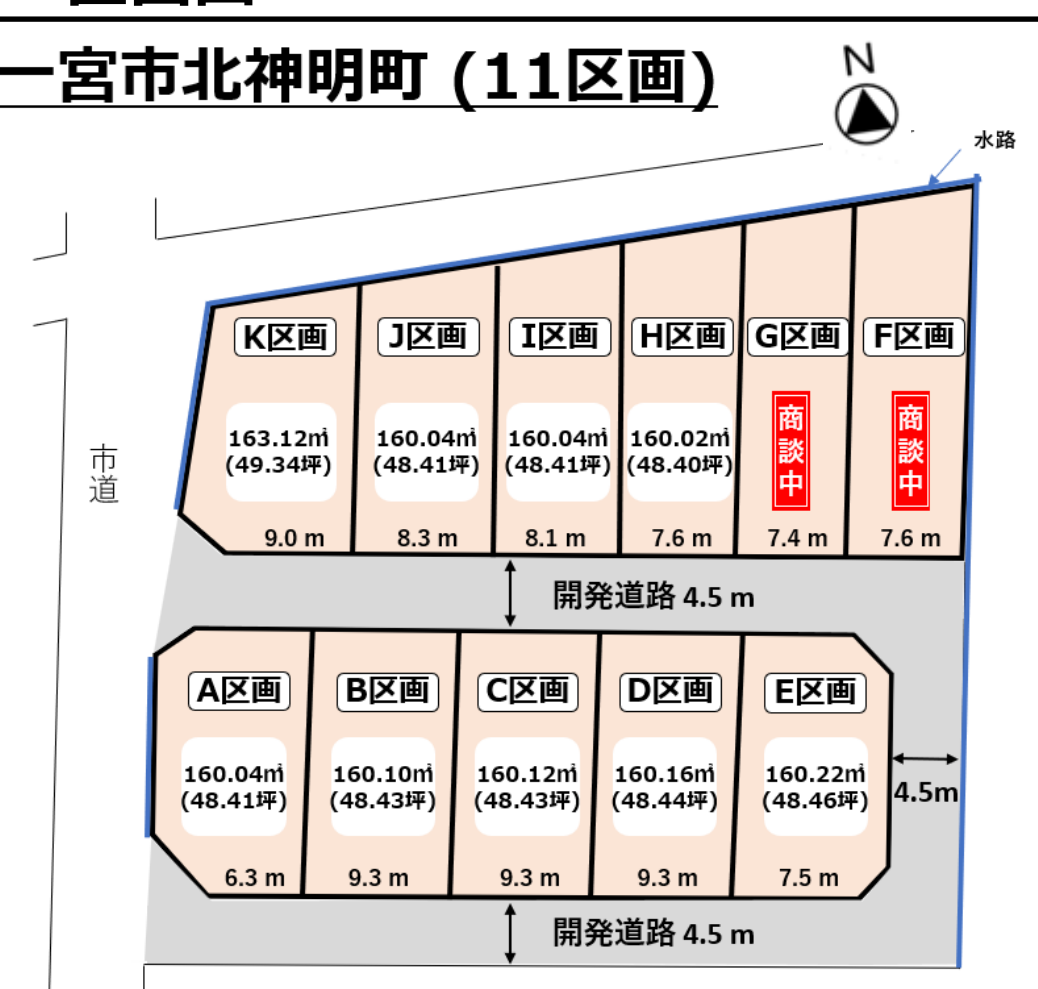 一宮市北神明町 (11区画)
N
水路
K区画
J区画
I区画
H区画
G区画
F区画
163.12㎡
(49.34坪)
160.04㎡
(48.41坪)
160.04㎡
(48.41坪)
160.02㎡
(48.40坪)
商談中
商談中
市道
9.0 m
8.3 m
8.1 m
7.6 m
7.4 m
7.6 m
開発道路 4.5 m
A区画
B区画
C区画
D区画
E区画
160.04㎡
(48.41坪)
160.10㎡
(48.43坪)
160.12㎡
(48.43坪)
160.16㎡
(48.44坪)
160.22㎡
(48.46坪)
4.5m
6.3 m
9.3 m
9.3 m
9.3 m
7.5 m
開発道路 4.5 m